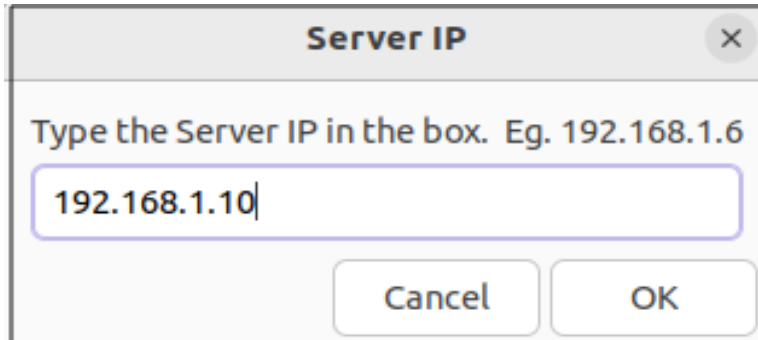 Server IP
Type the Server IP in the box. Eg. 192.168.1.6
192.168.1.10
Cancel OK